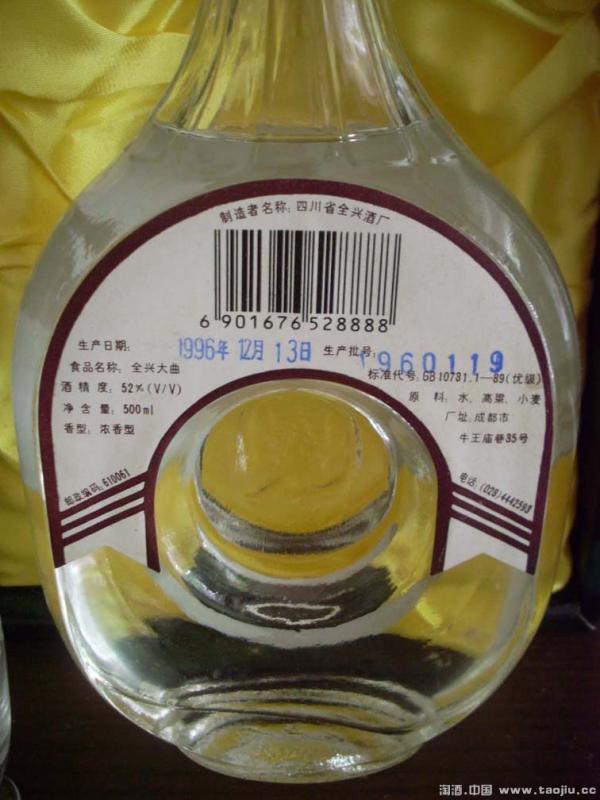 制造者名称:四川省全兴酒厂
6 901676 528888
生产日期: 1996年 12月 13日 生产批号: 960119
食品名称: 全兴大曲
标准代号:GB10781.1—89(优级)
酒 精 度: 52%(V/V)
原 料: 水、高粱、小麦
净 含 量: 500ml
厂址:成都市
香型: 浓香型
牛王庙巷35号
邮政编码:610061
电话:(028)4442593
淘酒.中国 www.taojiu.cc